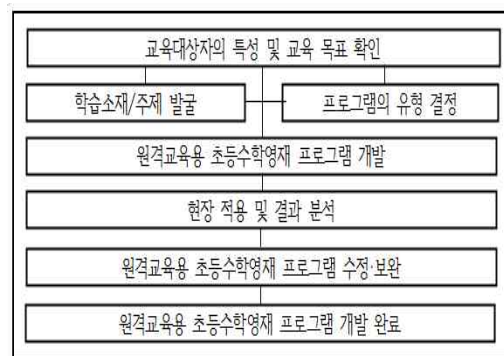 교육대상자의 특성 및 교육 목표 확인
학습소재/주제 발굴
프로그램의 유형 결정
원격교육용 초등수학영재 프로그램 개발
현장 적용 및 결과 분석
원격교육용 초등수학영재 프로그램 수정·보완
원격교육용 초등수학영재 프로그램 개발 완료